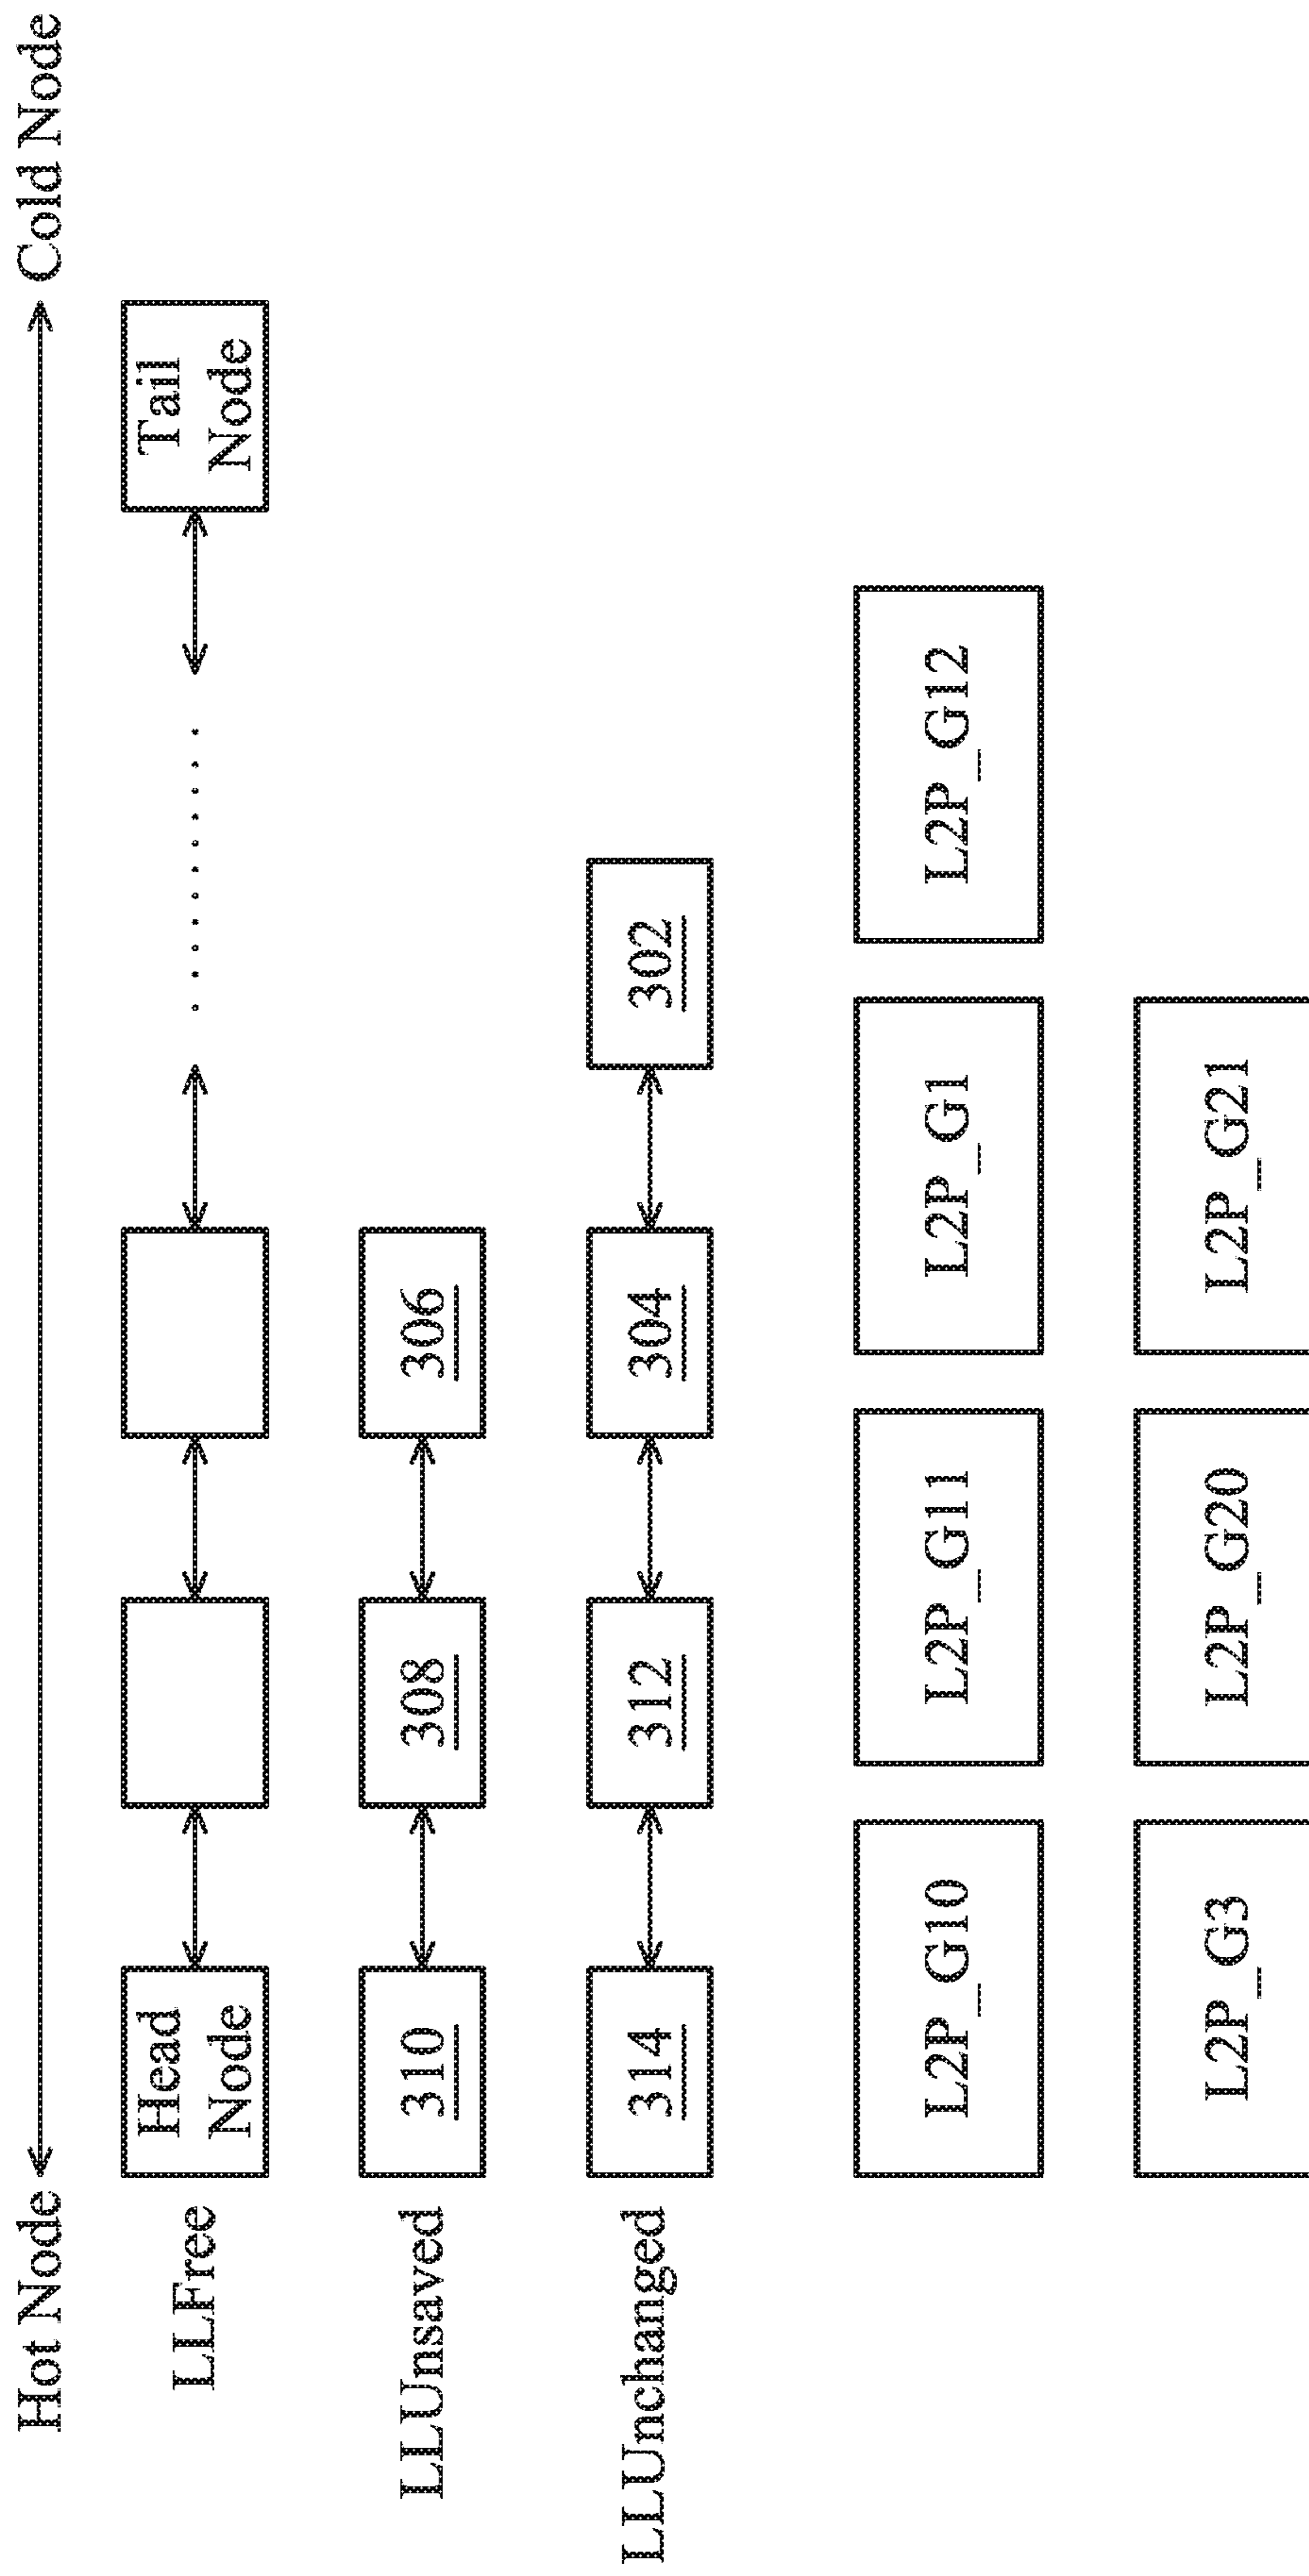 Hot Node
Cold Node
LLFree
Head
Node
Tail
Node
LLUnsaved
310
308
306
LLUnchanged
314
312
304
302
L2P_G10
L2P_G11
L2P_G1
L2P_G12
L2P_G3
L2P_G20
L2P_G21